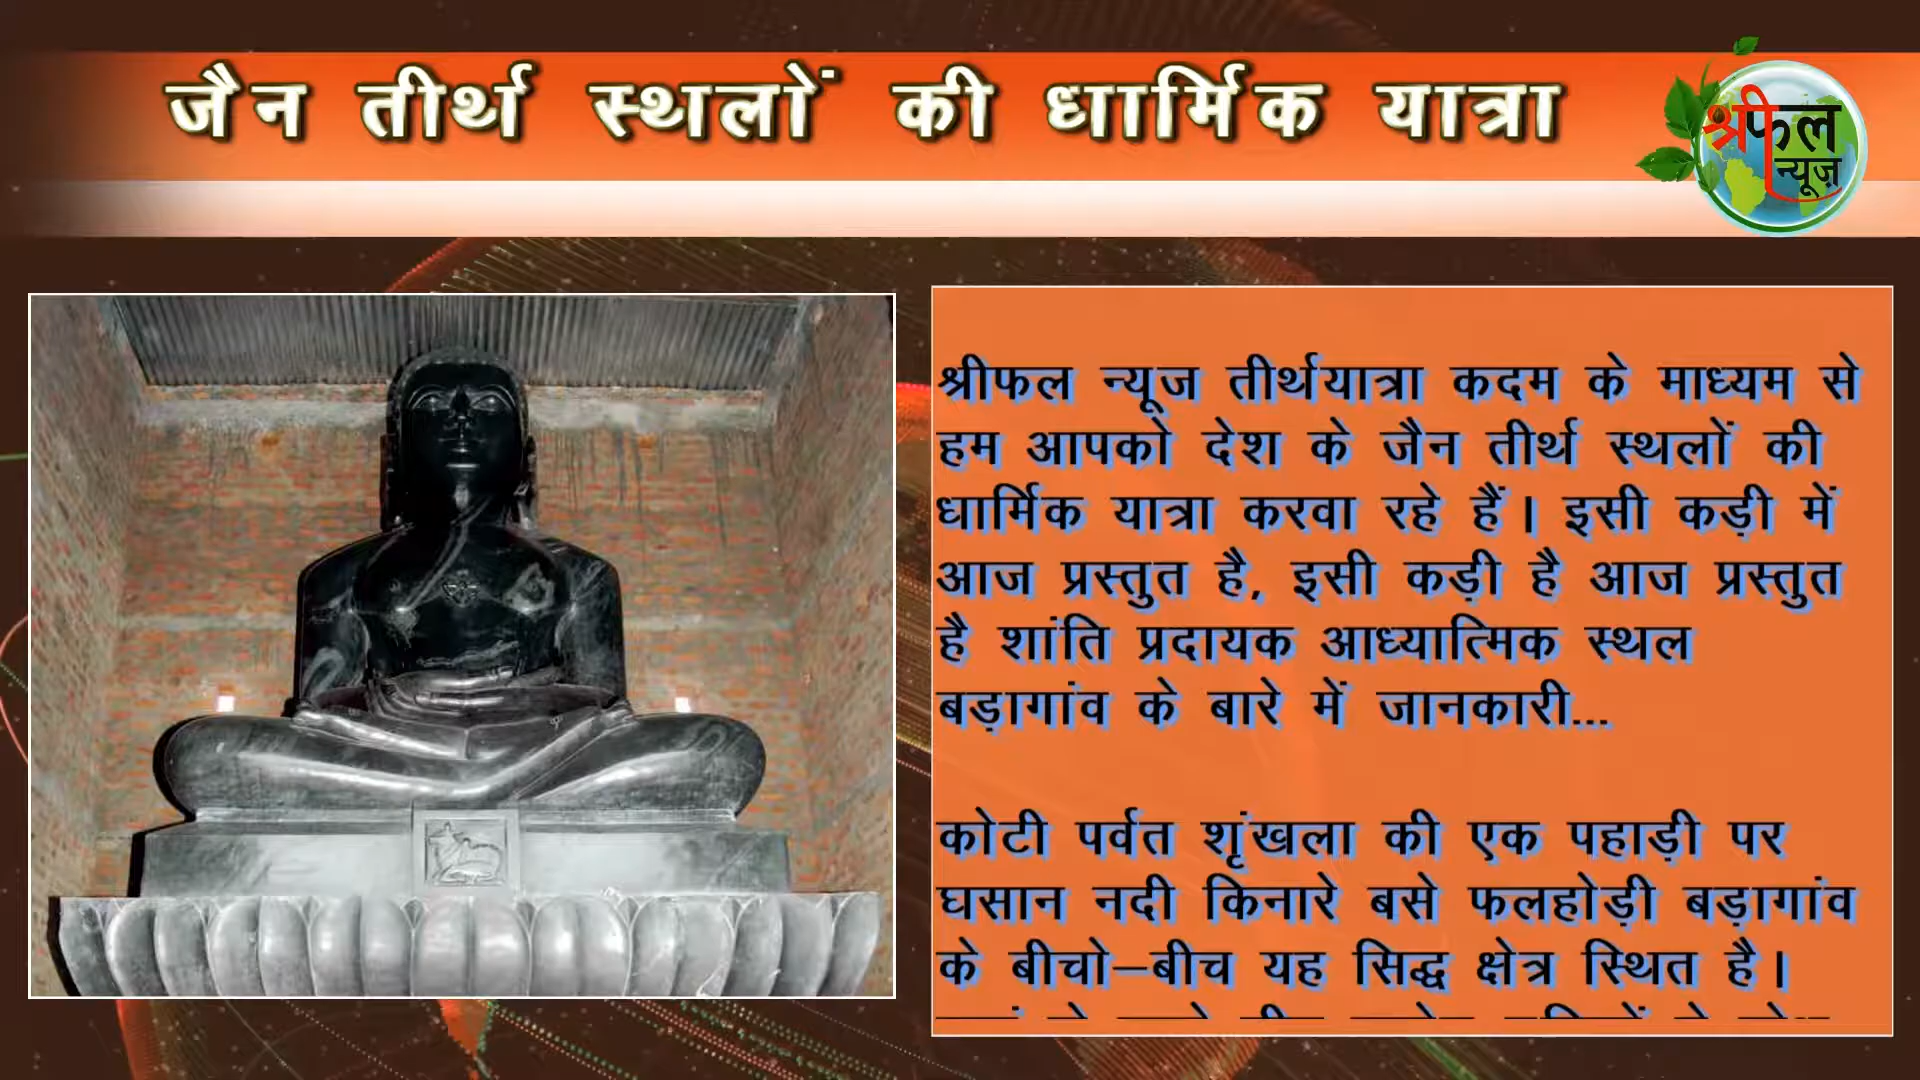 जैन तीर्थ स्थलों की धार्मिक यात्रा
श्रीफल
न्यूज़
श्रीफल न्यूज तीर्थयात्रा कदम के माध्यम से
हम आपको देश के जैन तीर्थ स्थलों की
धार्मिक यात्रा करवा रहे हैं। इसी कड़ी में
आज प्रस्तुत है, इसी कड़ी है आज प्रस्तुत
है शांति प्रदायक आध्यात्मिक स्थल
बड़ागांव के बारे में जानकारी...
कोटी पर्वत शृंखला की एक पहाड़ी पर
घसान नदी किनारे बसे फलहोड़ी बड़ागांव
के बीचो–बीच यह सिद्ध क्षेत्र स्थित है।